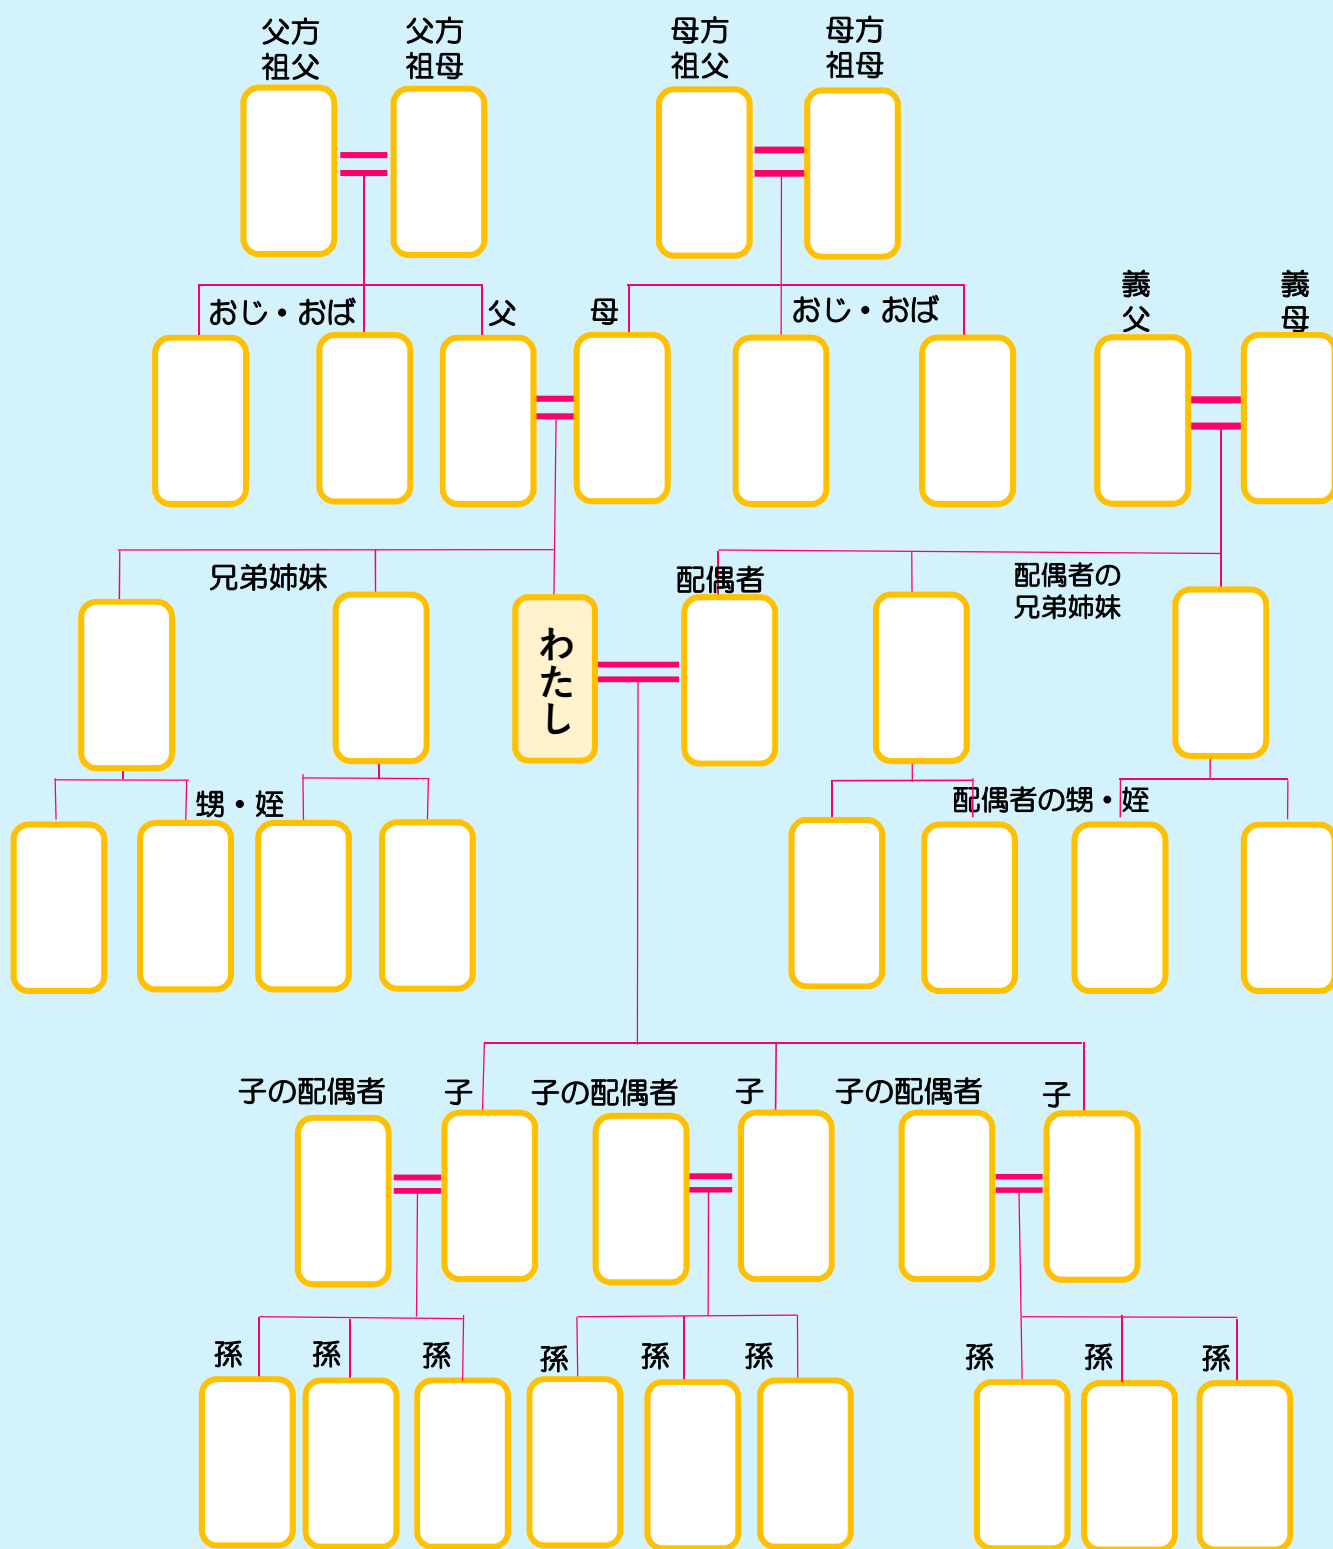 父方
祖父
父方
祖母
母方
祖父
母方
祖母
義
父
義
母
おじ・おば
父
母
おじ・おば
兄弟姉妹
わたし
配偶者
配偶者の
兄弟姉妹
甥・姪
配偶者の甥・姪
子の配偶者
子
子の配偶者
子
子の配偶者
子
孫
孫
孫
孫
孫
孫
孫
孫
孫